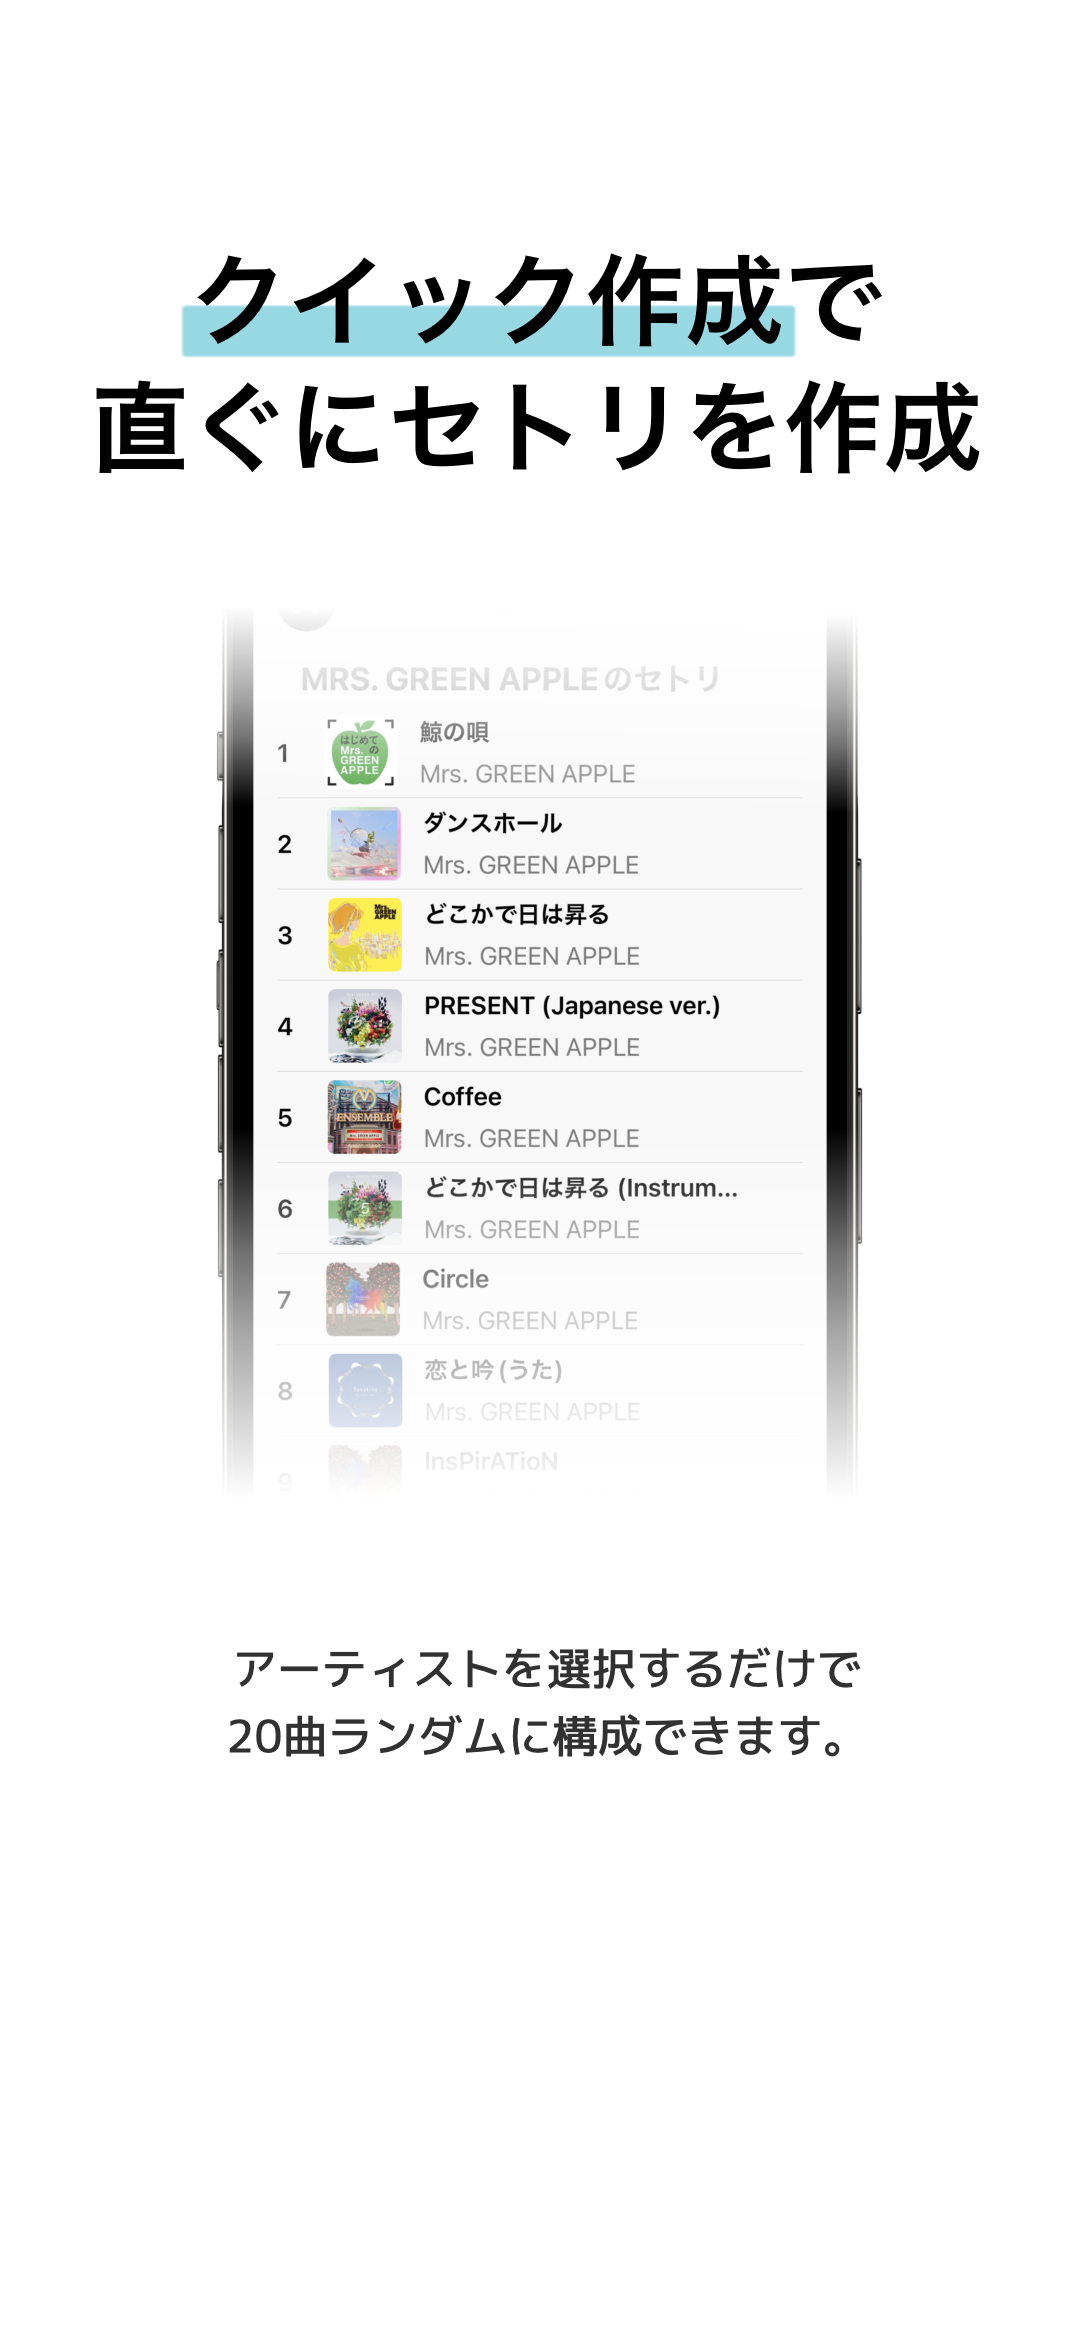 クイック作成で
直ぐにセトリを作成
MRS. GREEN APPLEのセトリ
1
はじめて
Mrs. の
GREEN
APPLE
鯨の唄
Mrs. GREEN APPLE
2
ダンスホール
Mrs. GREEN APPLE
3
Mrs.
GREEN
APPLE
どこかで日は昇る
Mrs. GREEN APPLE
4
PRESENT (Japanese ver.)
Mrs. GREEN APPLE
5
ENSEMBLE
Mrs. GREEN APPLE
Coffee
Mrs. GREEN APPLE
6
5
どこかで日は昇る (Instrum...
Mrs. GREEN APPLE
7
Circle
Mrs. GREEN APPLE
8
恋と吟 (うた)
Mrs. GREEN APPLE
9
InsPirATioN
アーティストを選択するだけで
20曲ランダムに構成できます。